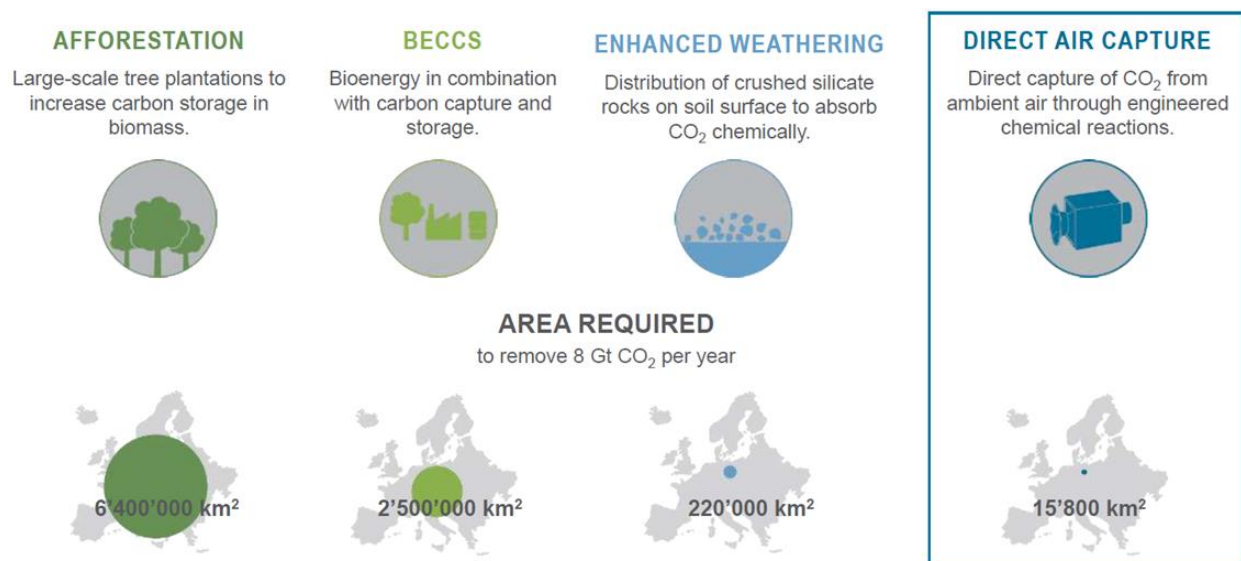 AFFORESTATION
Large-scale tree plantations to
increase carbon storage in
biomass.
BECCS
Bioenergy in combination
with carbon capture and
storage.
ENHANCED WEATHERING
Distribution of crushed silicate
rocks on soil surface to absorb
CO₂ chemically.
DIRECT AIR CAPTURE
Direct capture of CO₂ from
ambient air through engineered
chemical reactions.
AREA REQUIRED
to remove 8 Gt CO₂ per year
6'400'000 km²
2'500'000 km²
220'000 km²
15'800 km²